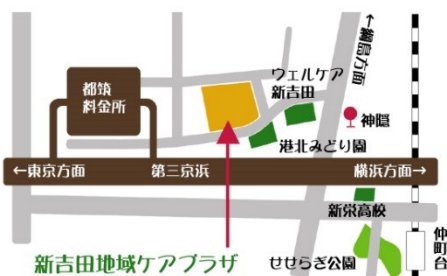 ←綱島方面
ウェルケア
新吉田
都筑
料金所
神隠
港北みどり園
←東京方面
第三京浜
横浜方面→
新栄高校
仲町台
新吉田地域ケアプラザ
せせらぎ公園